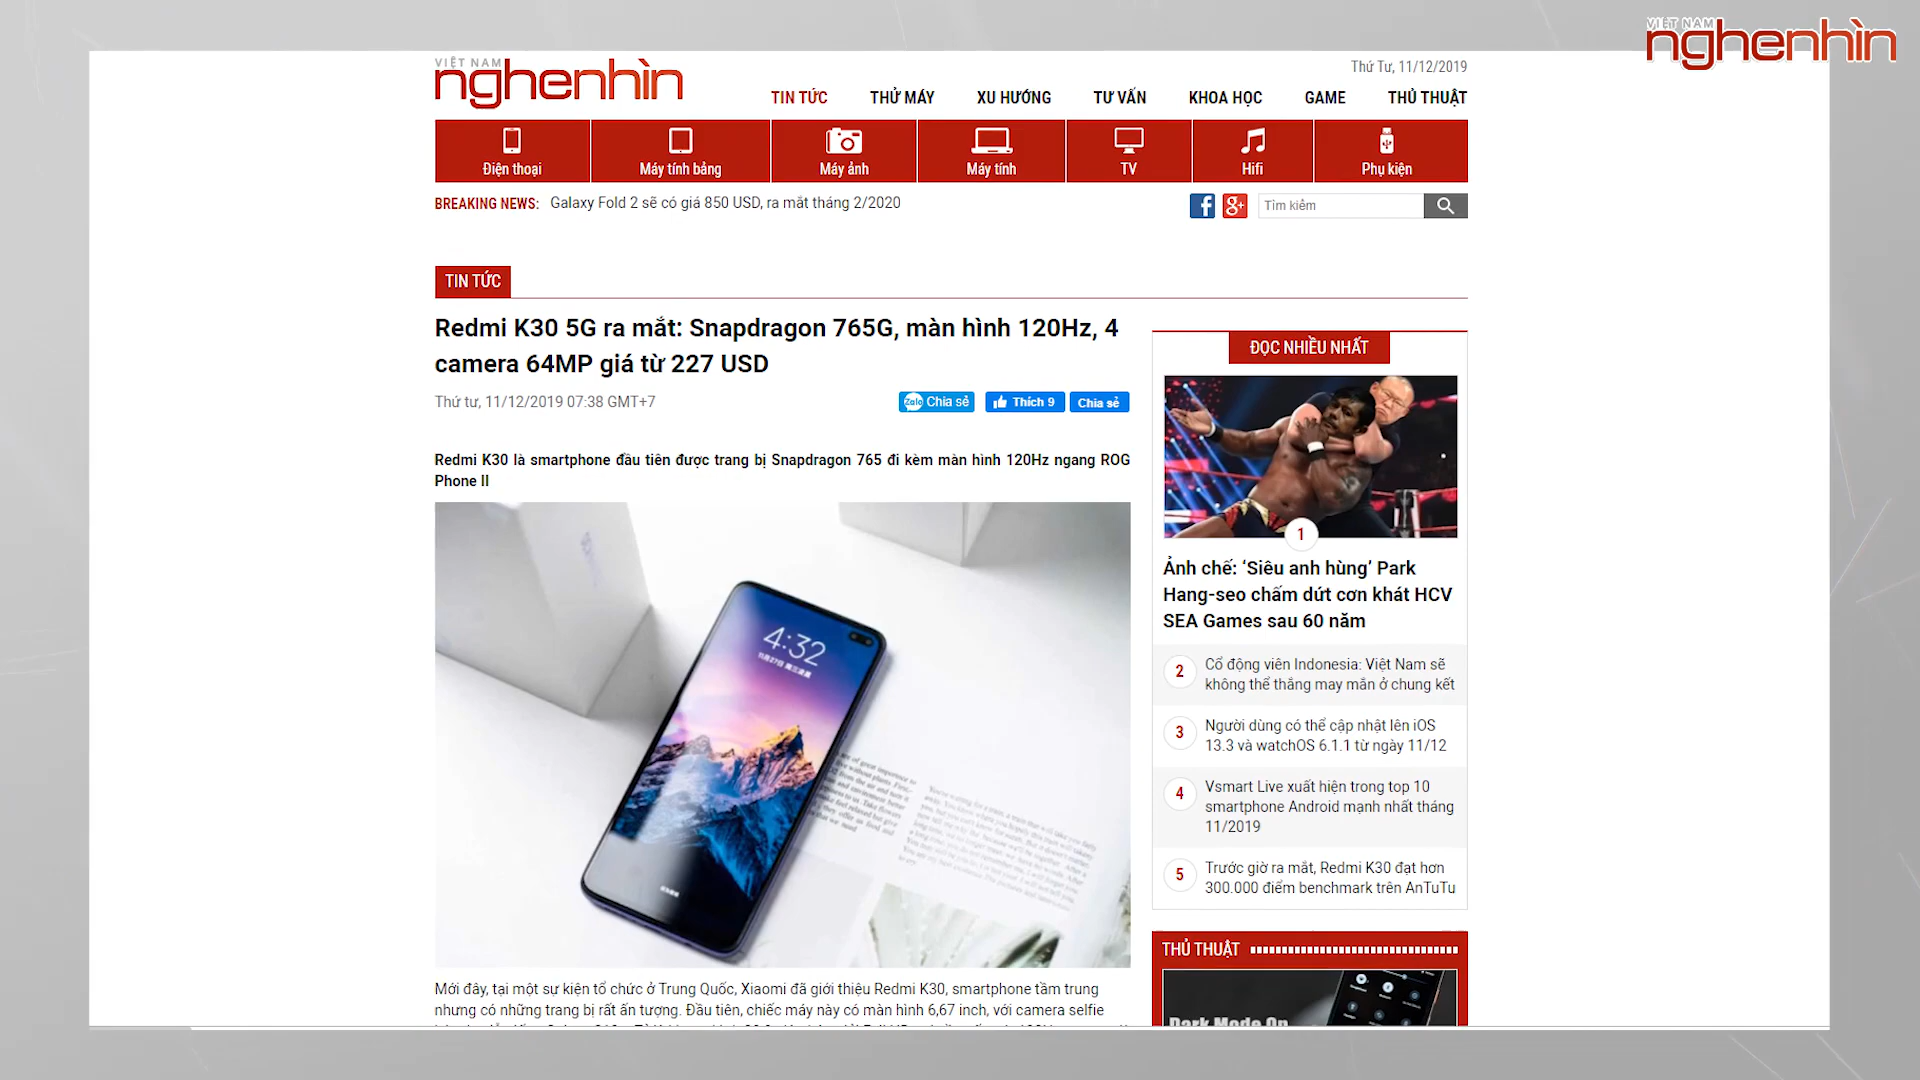 VIỆT NAM
nghenhìn
VIỆT NAM
nghenhìn
Thứ Tư, 11/12/2019
TIN TỨC THỬ MÁY XU HƯỚNG TƯ VẤN KHOA HỌC GAME THỦ THUẬT
Điện thoại Máy tính bảng Máy ảnh Máy tính TV Hifi Phụ kiện
BREAKING NEWS: Galaxy Fold 2 sẽ có giá 850 USD, ra mắt tháng 2/2020
Tìm kiếm
TIN TỨC
Redmi K30 5G ra mắt: Snapdragon 765G, màn hình 120Hz, 4
camera 64MP giá từ 227 USD
Thứ tư, 11/12/2019 07:38 GMT+7
Zalo Chia sẻ Thích 9 Chia sẻ
Redmi K30 là smartphone đầu tiên được trang bị Snapdragon 765 đi kèm màn hình 120Hz ngang ROG
Phone II
4:32
Mới đây, tại một sự kiện tổ chức ở Trung Quốc, Xiaomi đã giới thiệu Redmi K30, smartphone tầm trung
nhưng có những trang bị rất ấn tượng. Đầu tiên, chiếc máy này có màn hình 6,67 inch, với camera selfie
ĐỌC NHIỀU NHẤT
1
Ảnh chế: ‘Siêu anh hùng’ Park
Hang-seo chấm dứt cơn khát HCV
SEA Games sau 60 năm
2 Cổ động viên Indonesia: Việt Nam sẽ
không thể thắng may mắn ở chung kết
3 Người dùng có thể cập nhật lên iOS
13.3 và watchOS 6.1.1 từ ngày 11/12
4 Vsmart Live xuất hiện trong top 10
smartphone Android mạnh nhất tháng
11/2019
5 Trước giờ ra mắt, Redmi K30 đạt hơn
300.000 điểm benchmark trên AnTuTu
THỦ THUẬT
Dark Mode On